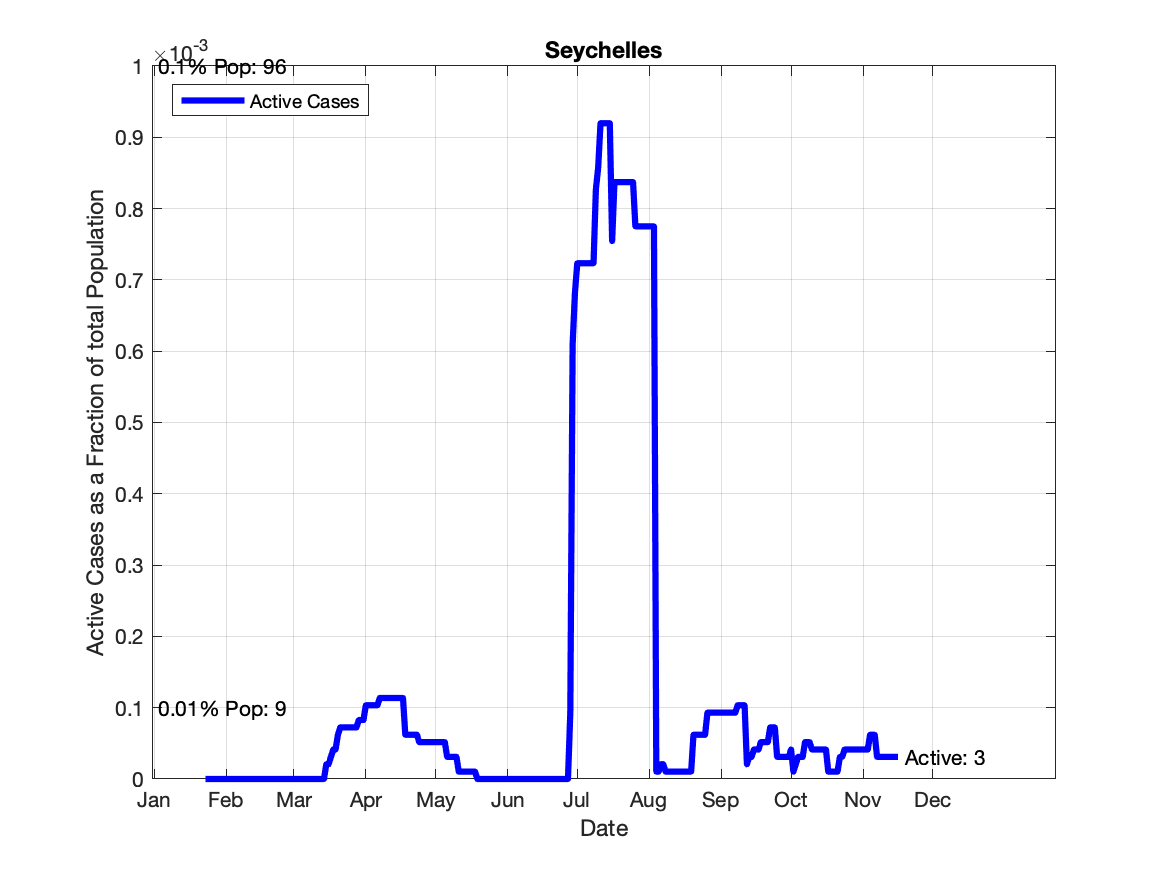 Seychelles
×10-3
0.1% Pop: 96
Active Cases
1
0.9
0.8
0.7
0.6
0.5
0.4
0.3
0.2
0.1
0
0.01% Pop: 9
Active: 3
Active Cases as a Fraction of total Population
Jan Feb Mar Apr May Jun Jul Aug Sep Oct Nov Dec
Date